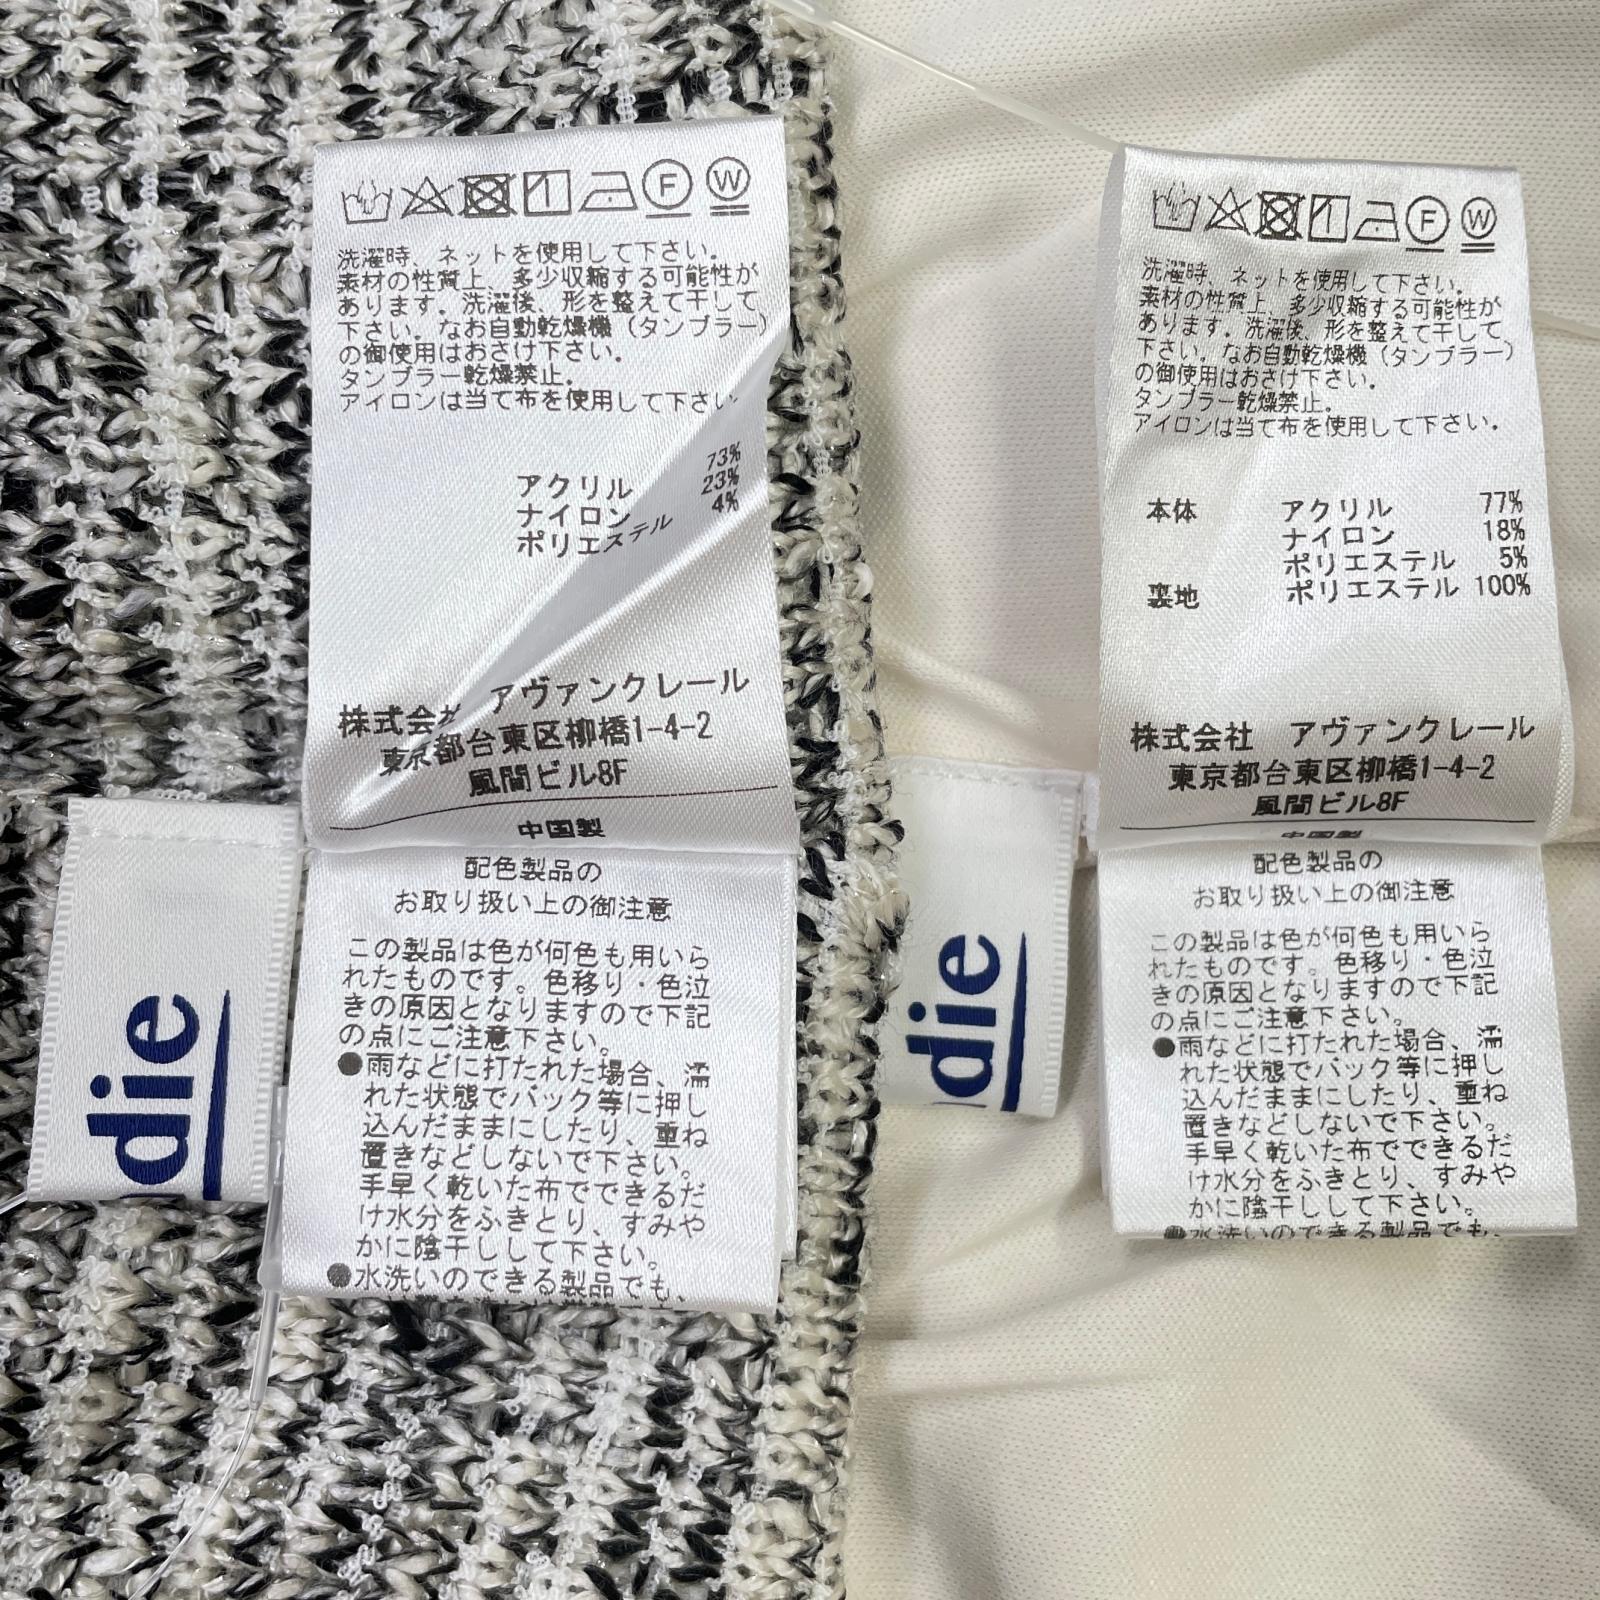 F W
洗濯時、ネットを使用して下さい。
素材の性質上、多少収縮する可能性が
あります。洗濯後、形を整えて干して
下さい。なお自動乾燥機（タンブラー）
の御使用はおさけ下さい。
タンブラー乾燥禁止。
アイロンは当て布を使用して下さい。
アクリル 73%
ナイロン 23%
ポリエステル 4%
株式会社 アヴァンクレール
東京都台東区柳橋1-4-2
風間ビル8F
中国製
配色製品の
お取り扱い上の御注意
この製品は色が何色も用いら
れたものです。色移り・色泣
きの原因となりますので下記
の点にご注意下さい。
●雨などに打たれた場合、濡
れた状態でバック等に押し
込んだままにしたり、重ね
置きなどしないで下さい。
手早く乾いた布でできるだ
け水分をふきとり、すみや
かに陰干しして下さい。
●水洗いのできる製品でも、
die
F W
洗濯時、ネットを使用して下さい。
素材の性質上、多少収縮する可能性が
あります。洗濯後、形を整えて干して
下さい。なお自動乾燥機（タンブラー）
の御使用はおさけ下さい。
タンブラー乾燥禁止。
アイロンは当て布を使用して下さい。
本体 アクリル 77%
ナイロン 18%
ポリエステル 5%
裏地 ポリエステル 100%
株式会社 アヴァンクレール
東京都台東区柳橋1-4-2
風間ビル8F
中国製
配色製品の
お取り扱い上の御注意
この製品は色が何色も用いら
れたものです。色移り・色泣
きの原因となりますので下記
の点にご注意下さい。
●雨などに打たれた場合、濡
れた状態でバック等に押し
込んだままにしたり、重ね
置きなどしないで下さい。
手早く乾いた布でできるだ
け水分をふきとり、すみや
かに陰干しして下さい。
●水洗いのできる製品でも、
die